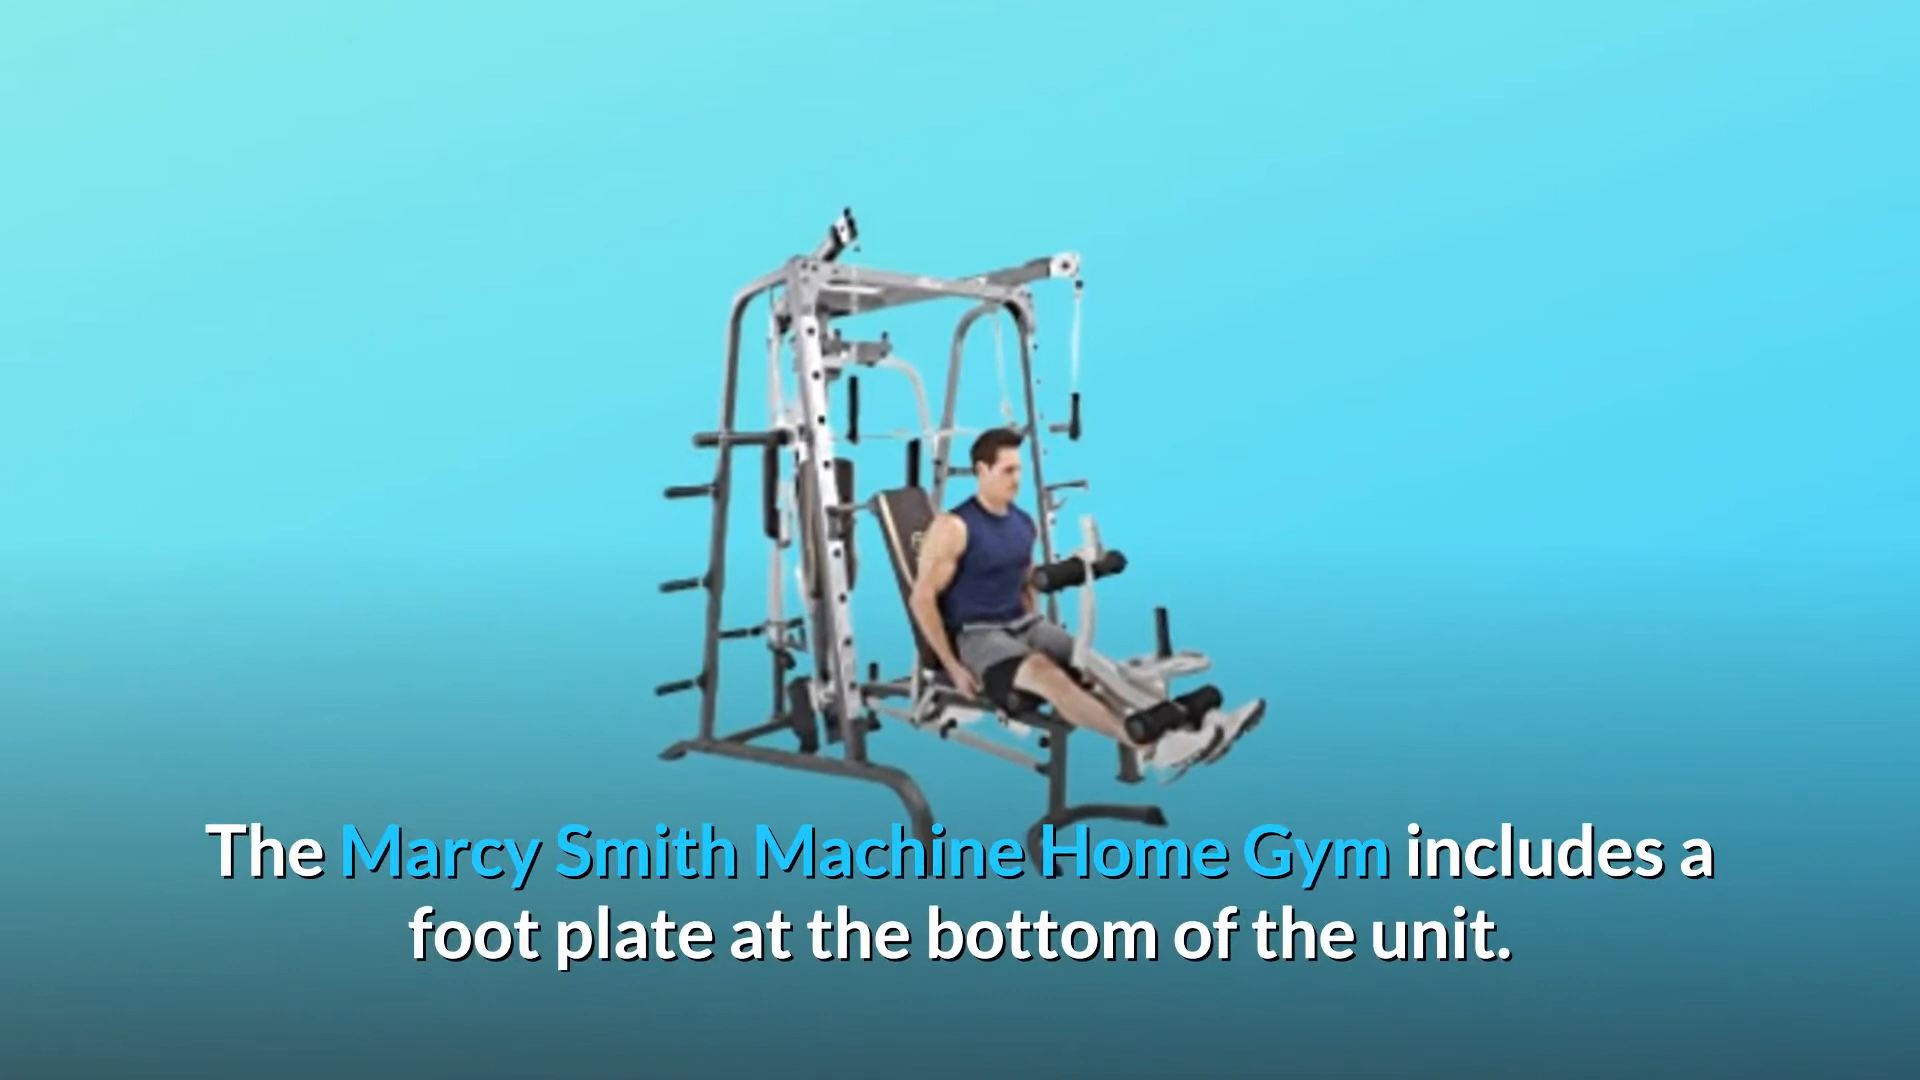 The Marcy Smith Machine Home Gym includes a
foot plate at the bottom of the unit.